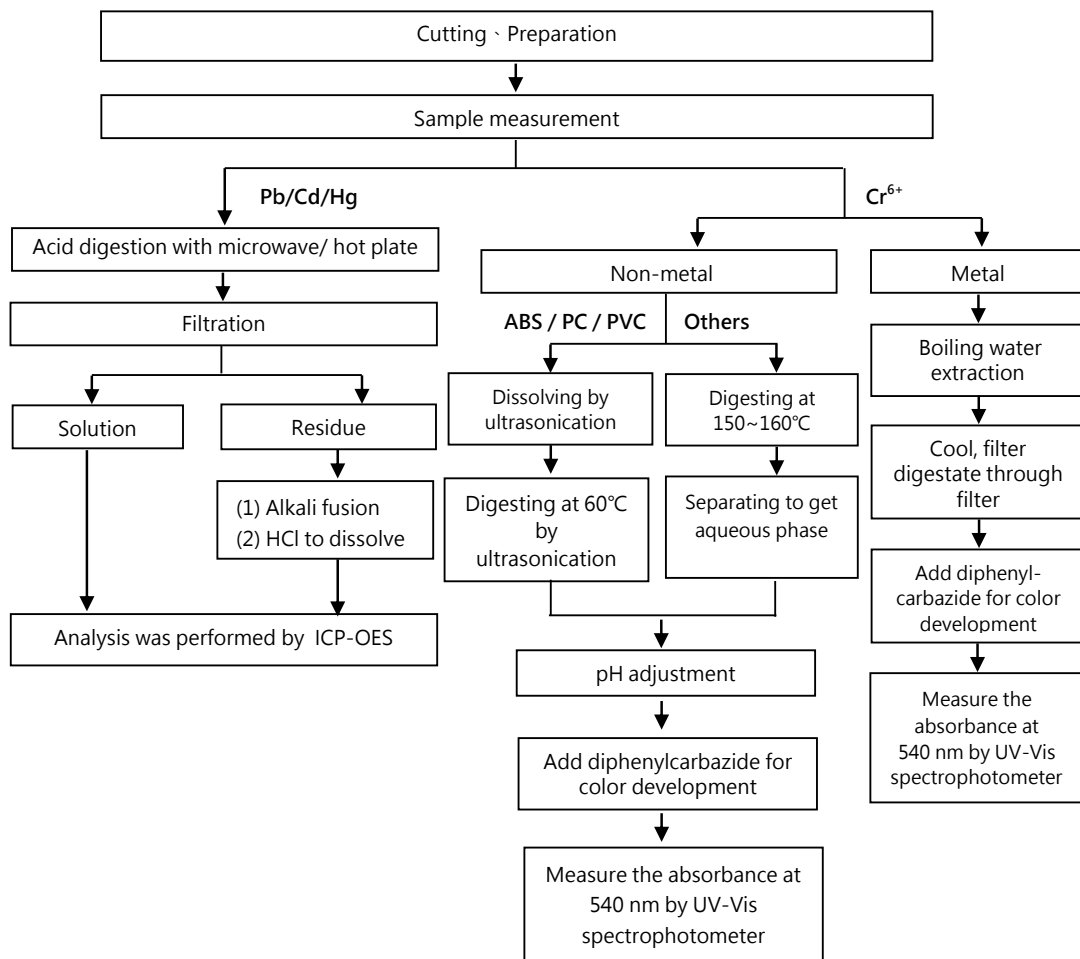 Cutting、Preparation
Sample measurement
Pb/Cd/Hg
Cr⁶⁺
Acid digestion with microwave/ hot plate
Non-metal
Metal
Filtration
ABS / PC / PVC
Others
Boiling water
extraction
Solution
Residue
Dissolving by
ultrasonication
Digesting at
150~160℃
Cool, filter
digestate through
filter
(1) Alkali fusion
(2) HCl to dissolve
Digesting at 60℃
by
ultrasonication
Separating to get
aqueous phase
Add diphenyl-
carbazide for color
development
Analysis was performed by ICP-OES
pH adjustment
Measure the
absorbance at
540 nm by UV-Vis
spectrophotometer
Add diphenylcarbazide for
color development
Measure the absorbance at
540 nm by UV-Vis
spectrophotometer